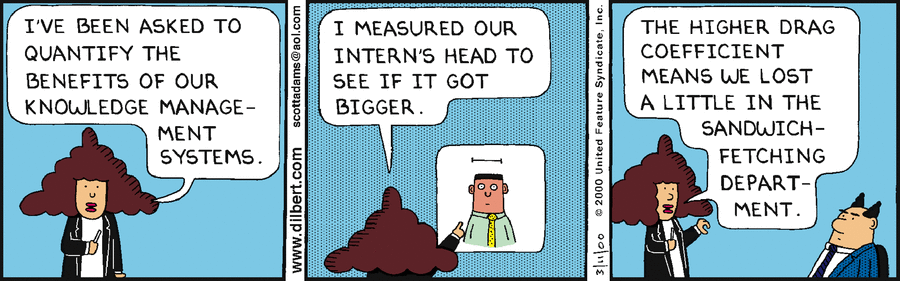 I'VE BEEN ASKED TO
QUANTIFY THE
BENEFITS OF OUR
KNOWLEDGE MANAGE-
MENT
SYSTEMS.
www.dilbert.com
scottadams@aol.com
I MEASURED OUR
INTERN'S HEAD TO
SEE IF IT GOT
BIGGER.
3/11/00 © 2000 United Feature Syndicate, Inc.
THE HIGHER DRAG
COEFFICIENT
MEANS WE LOST
A LITTLE IN THE
SANDWICH-
FETCHING
DEPART-
MENT.